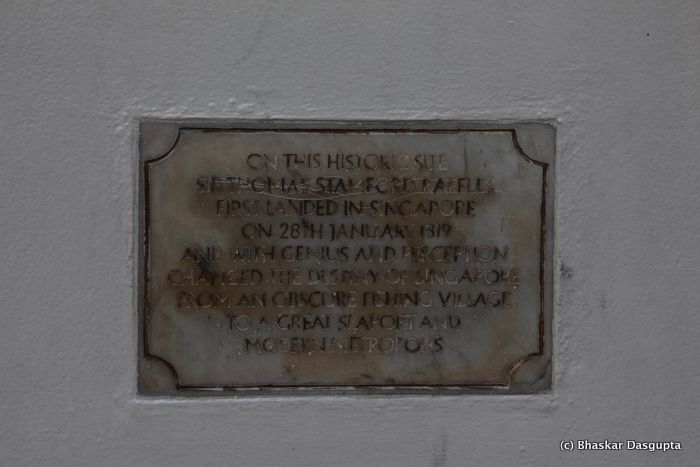 ON THIS HISTORIC SITE
SIR THOMAS STAMFORD RAFFLES
FIRST LANDED IN SINGAPORE
ON 28TH JANUARY 1819
AND WITH GENIUS AND PERCEPTION
CHANGED THE DESTINY OF SINGAPORE
FROM AN OBSCURE FISHING VILLAGE
TO A GREAT SEAPORT AND
MODERN METROPOLIS
(c) Bhaskar Dasgupta